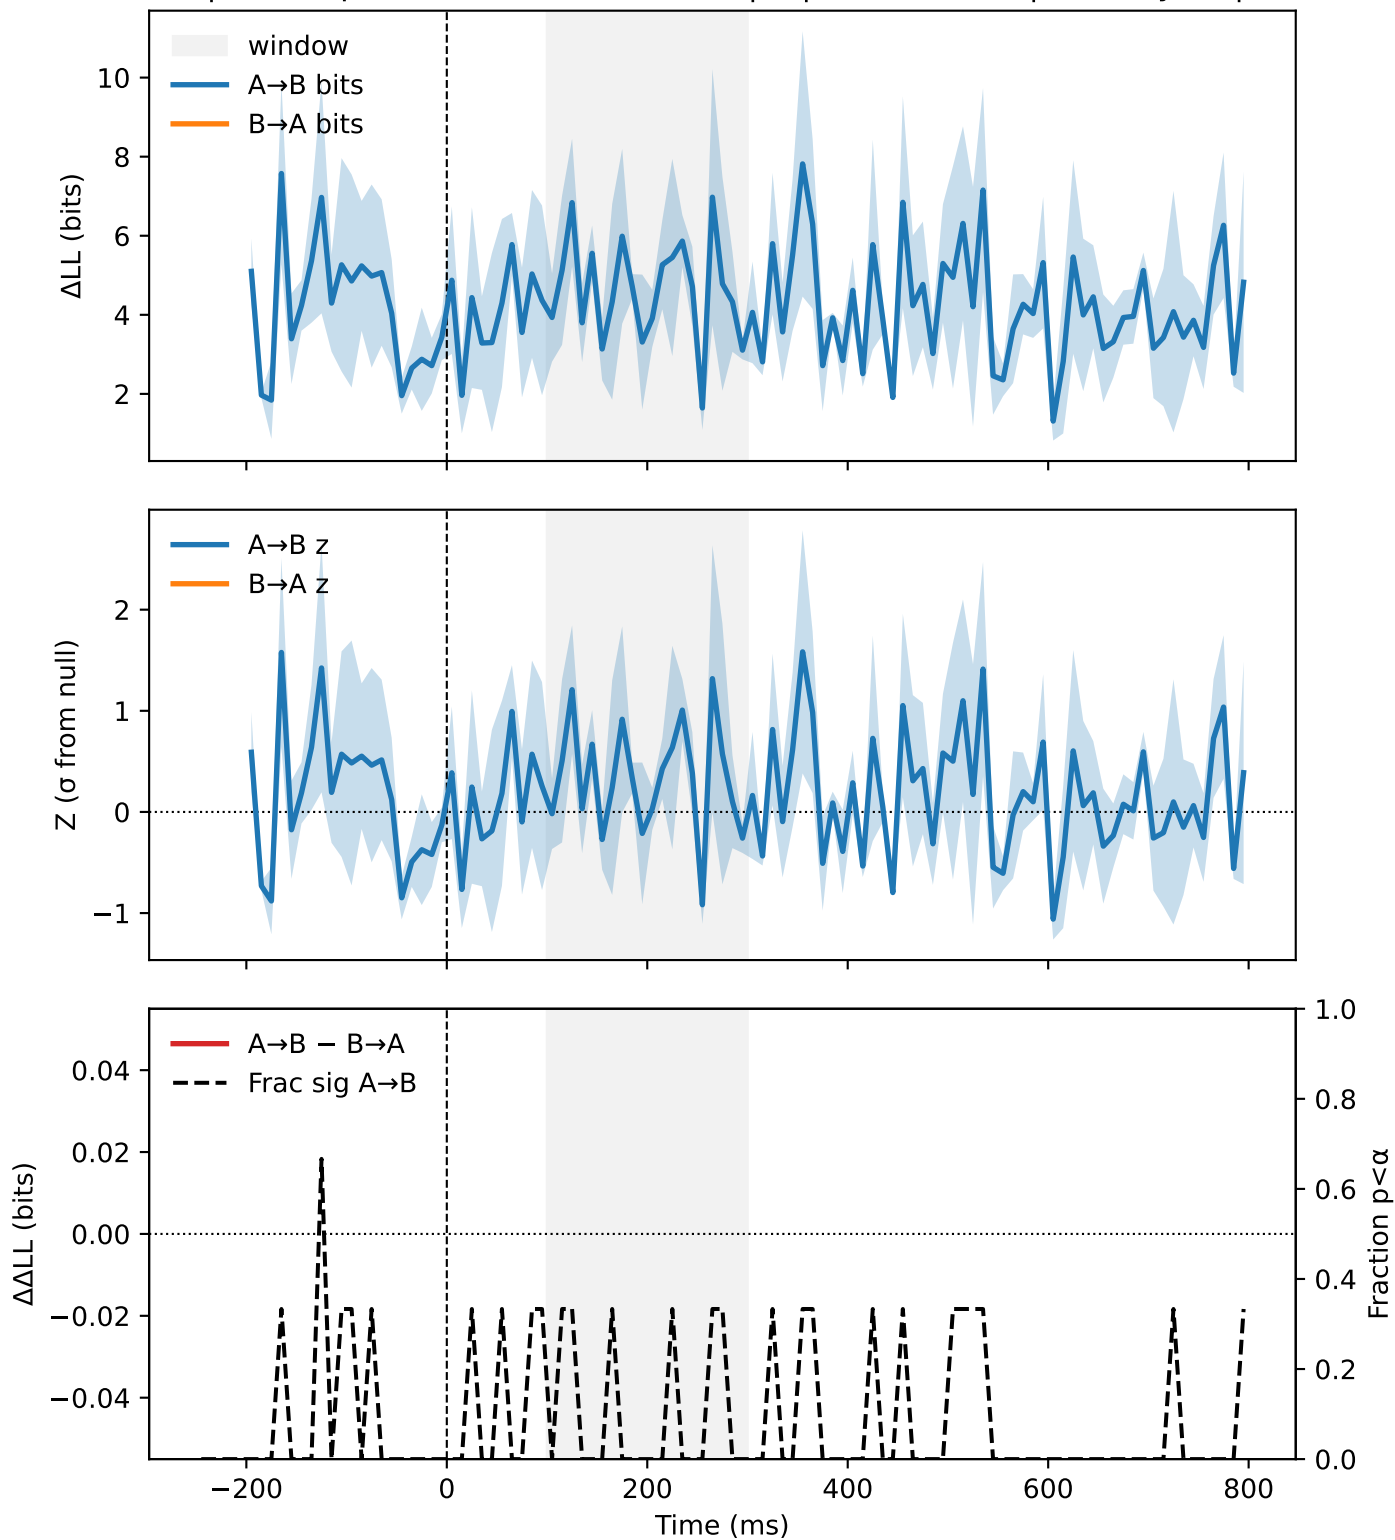 window
A→B bits
B→A bits
10
8
6
4
2
ΔLL (bits)
A→B z
B→A z
2
1
0
−1
Z (σ from null)
A→B − B→A
Frac sig A→B
0.04
0.02
0.00
−0.02
−0.04
ΔΔLL (bits)
1.0
0.8
0.6
0.4
0.2
0.0
Fraction p<α
−200 0 200 400 600 800
Time (ms)